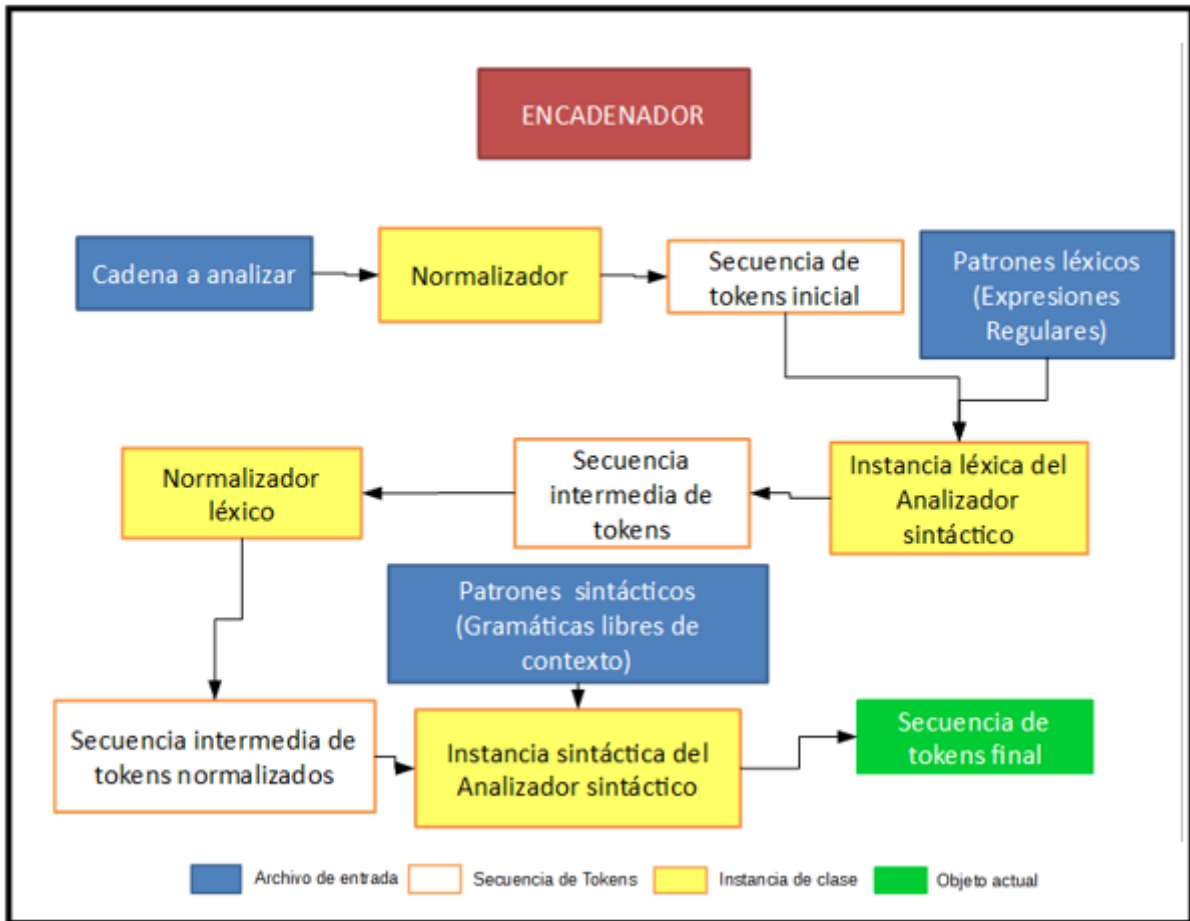 ENCADENADOR
Cadena a analizar
Normalizador
Secuencia de
tokens inicial
Patrones léxicos
(Expresiones
Regulares)
Normalizador
léxico
Secuencia
intermedia de
tokens
Instancia léxica del
Analizador
sintáctico
Patrones sintácticos
(Gramáticas libres de
contexto)
Secuencia intermedia de
tokens normalizados
Instancia sintáctica del
Analizador sintáctico
Secuencia de
tokens final
Archivo de entrada
Secuencia de Tokens
Instancia de clase
Objeto actual